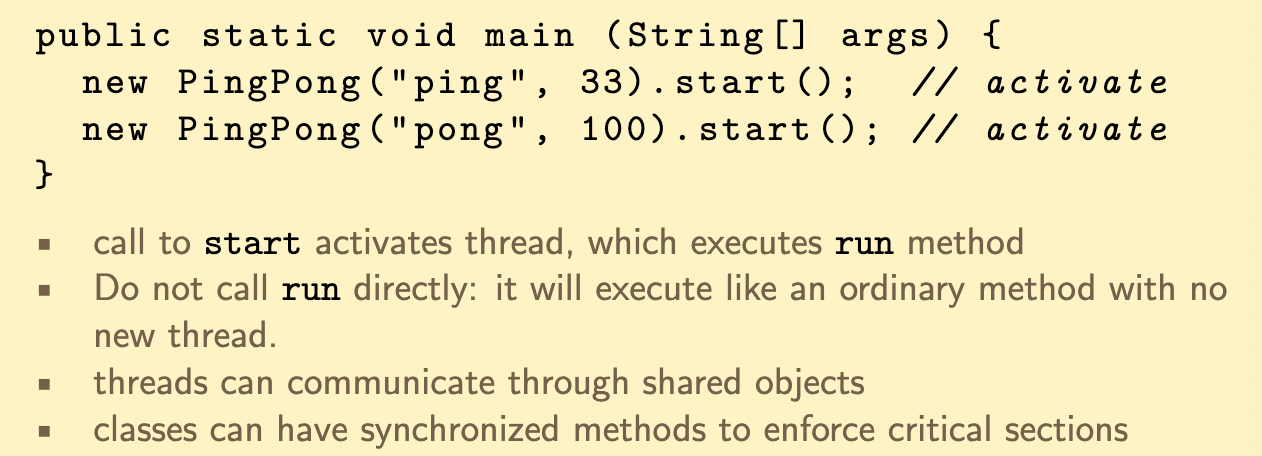 public static void main (String[] args) {
  new PingPong("ping", 33).start();  // activate
  new PingPong("pong", 100).start(); // activate
}
▪ call to start activates thread, which executes run method
▪ Do not call run directly: it will execute like an ordinary method with no
new thread.
▪ threads can communicate through shared objects
▪ classes can have synchronized methods to enforce critical sections